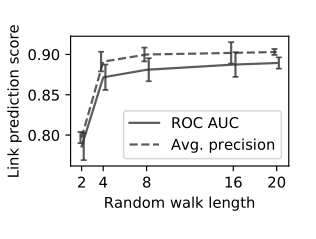 Link prediction score
0.90
0.85
0.80
ROC AUC
Avg. precision
2 4 8 16 20
Random walk length